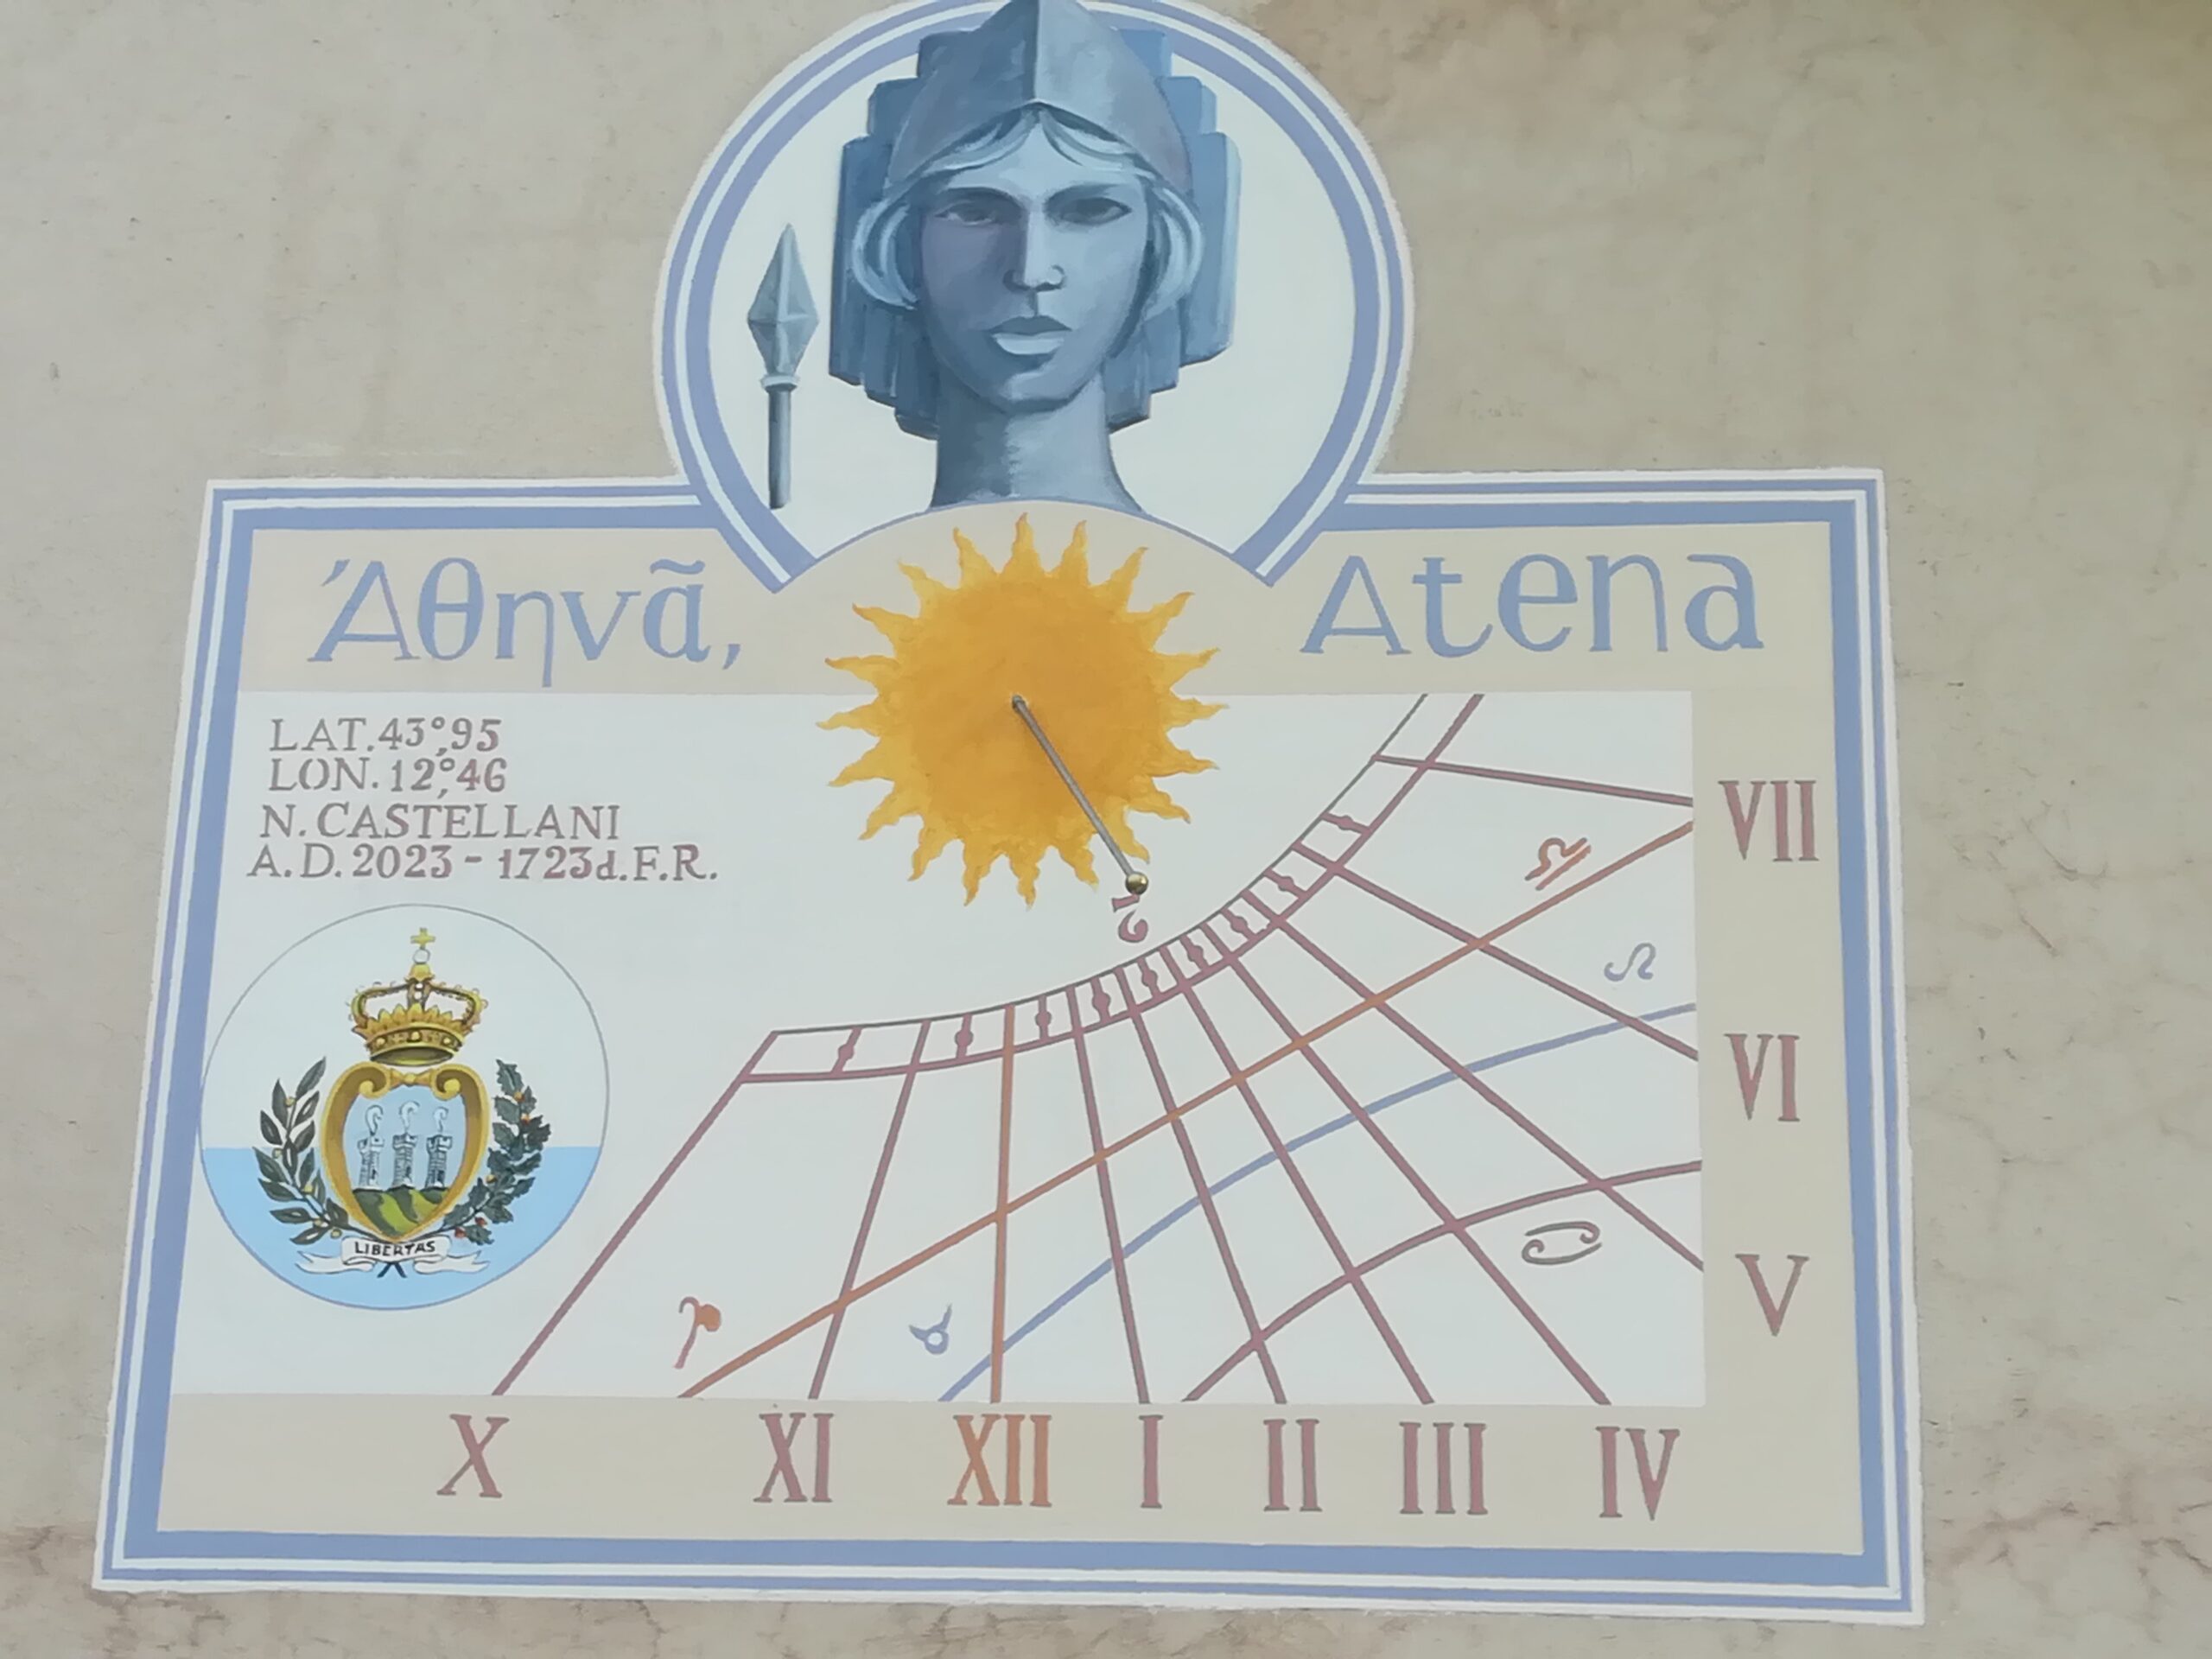 Ἀθηνᾶ, Atena
LAT. 43°,95
LON. 12°,46
N. CASTELLANI
A.D. 2023 - 1723 d.F.R.
LIBERTAS
♎
♌
♋
♈
♉
VII
VI
V
X XI XII I II III IV